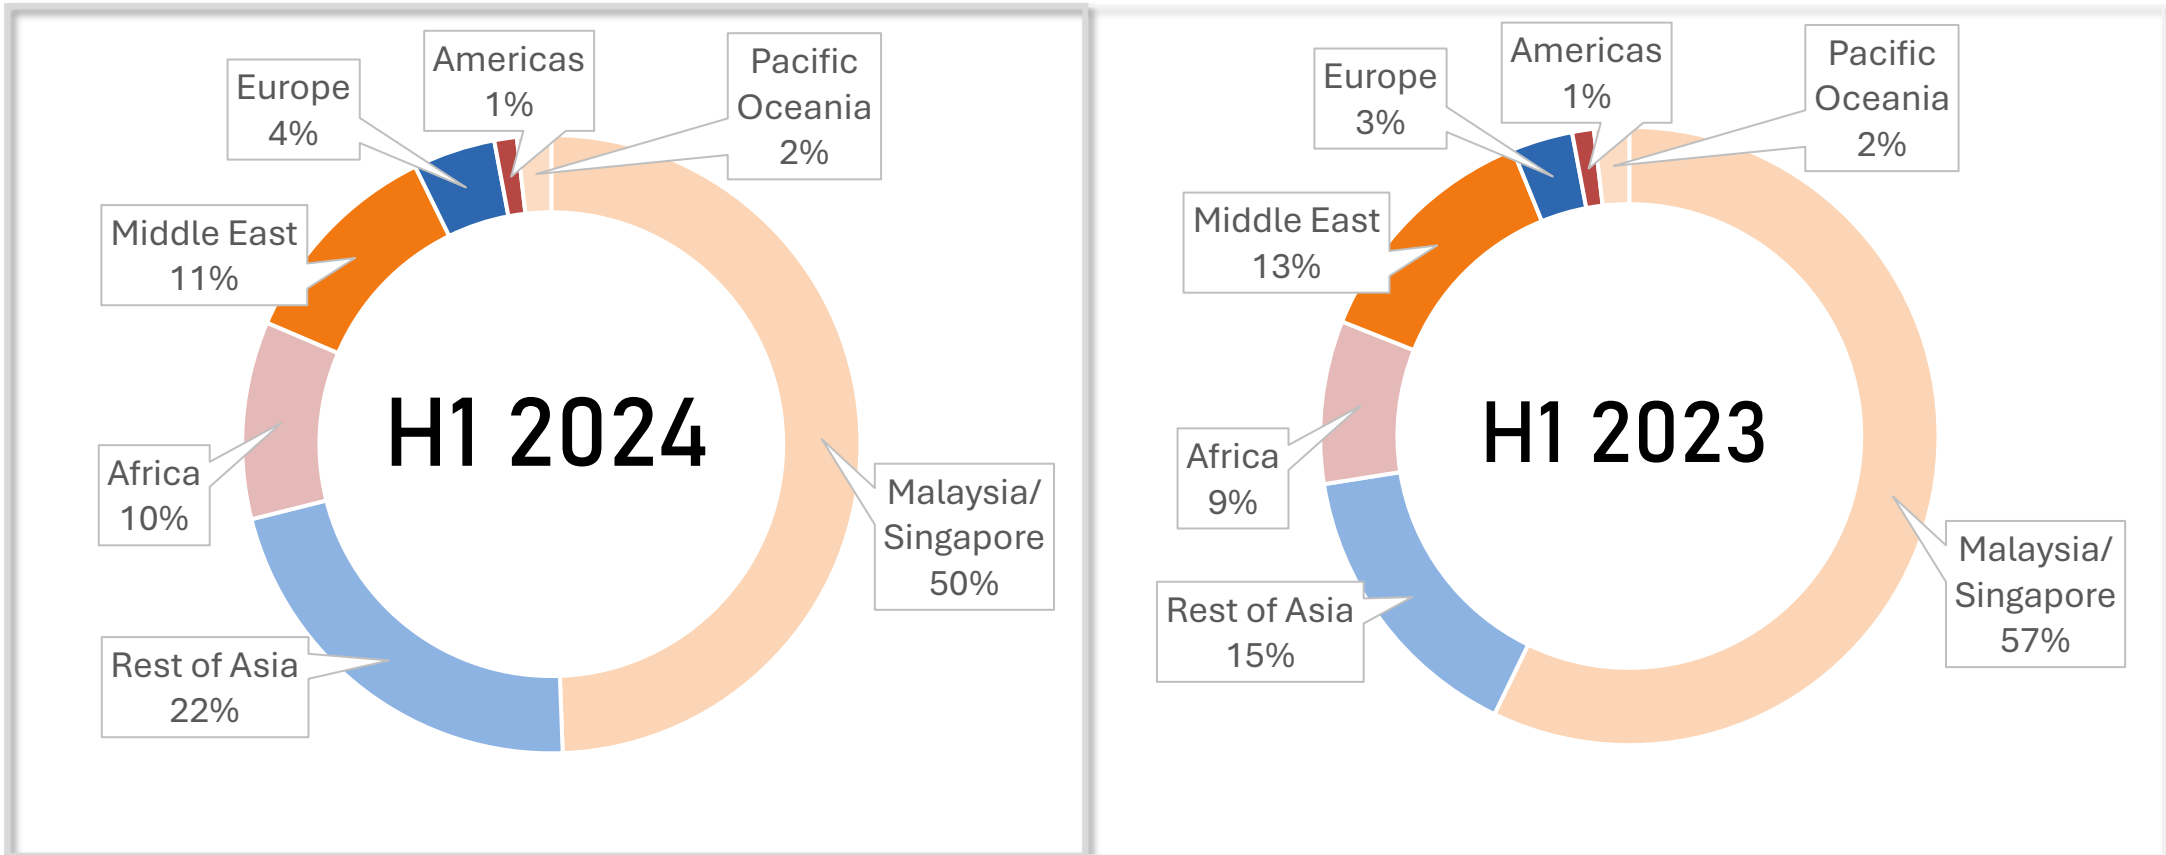 Americas
1%
Pacific
Oceania
2%
Europe
4%
Middle East
11%
H1 2024
Africa
10%
Malaysia/
Singapore
50%
Rest of Asia
22%
Americas
1%
Pacific
Oceania
2%
Europe
3%
Middle East
13%
H1 2023
Africa
9%
Malaysia/
Singapore
57%
Rest of Asia
15%